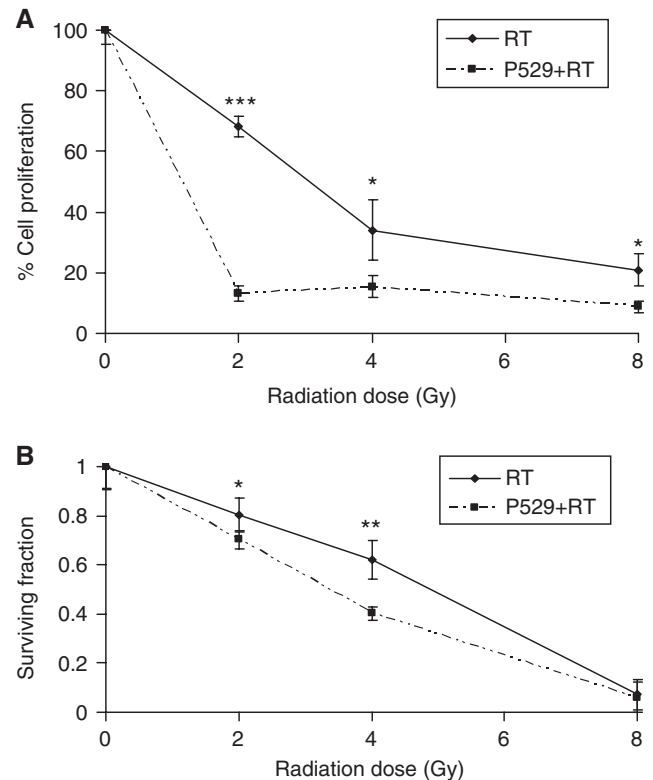 A
100
80
60
40
20
0
% Cell proliferation
RT
P529+RT
***
*
*
0 2 4 6 8
Radiation dose (Gy)
B
1
0.8
0.6
0.4
0.2
0
Surviving fraction
RT
P529+RT
*
**
0 2 4 6 8
Radiation dose (Gy)